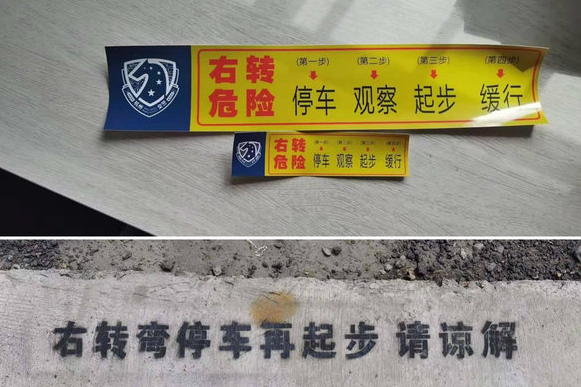 右转
危险
(第一步) (第二步) (第三步) (第四步)
停车 观察 起步 缓行
右转
危险
停车 观察 起步 缓行
右转弯停车再起步 请谅解